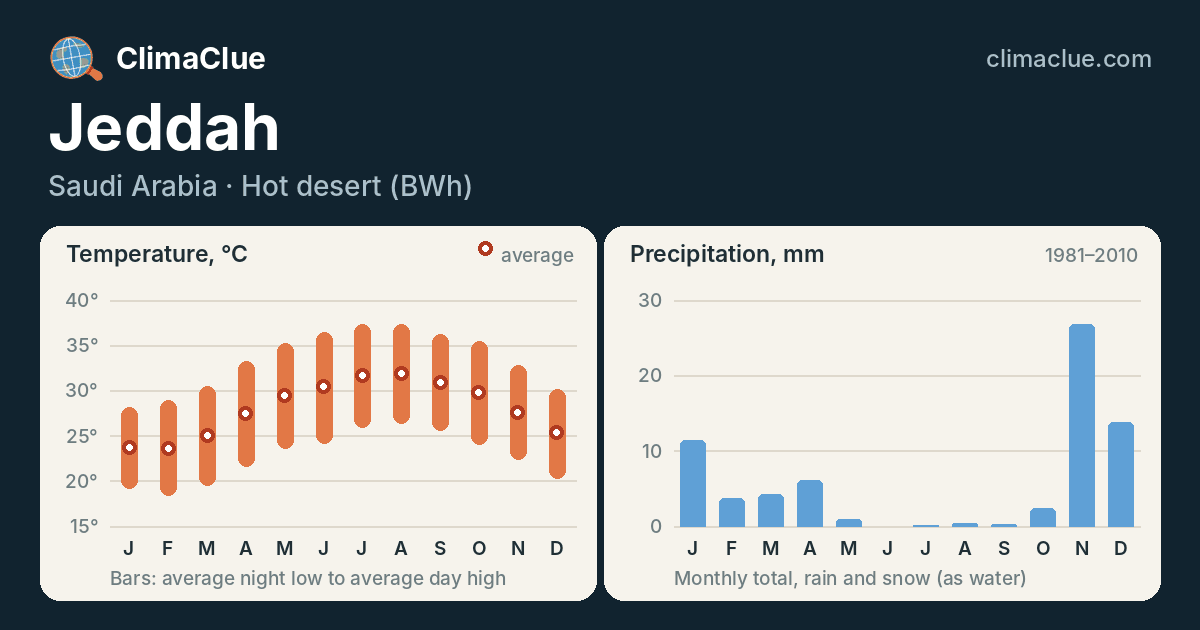 ClimaClue
climaclue.com
Jeddah
Saudi Arabia · Hot desert (BWh)
Temperature, °C
average
40°
35°
30°
25°
20°
15°
J F M A M J J A S O N D
Bars: average night low to average day high
Precipitation, mm
1981–2010
30
20
10
0
J F M A M J J A S O N D
Monthly total, rain and snow (as water)